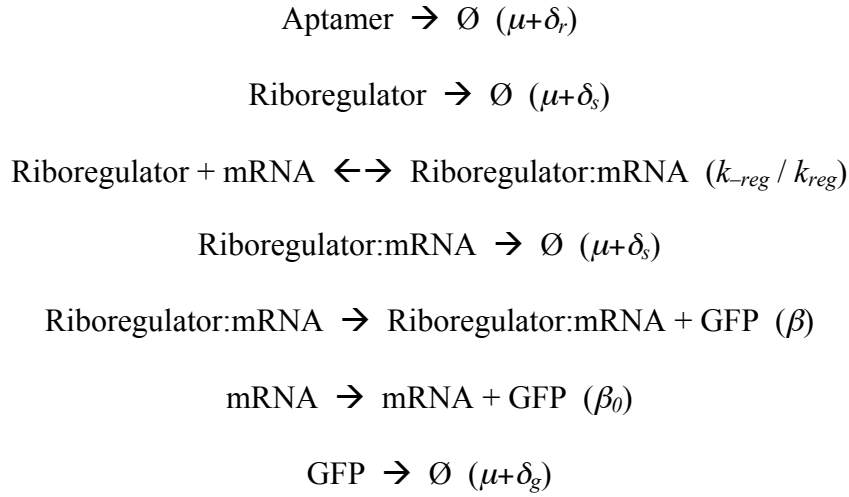 Aptamer → Ø (μ+δr)
Riboregulator → Ø (μ+δs)
Riboregulator + mRNA ←→ Riboregulator:mRNA (k–reg / kreg)
Riboregulator:mRNA → Ø (μ+δs)
Riboregulator:mRNA → Riboregulator:mRNA + GFP (β)
mRNA → mRNA + GFP (β0)
GFP → Ø (μ+δg)